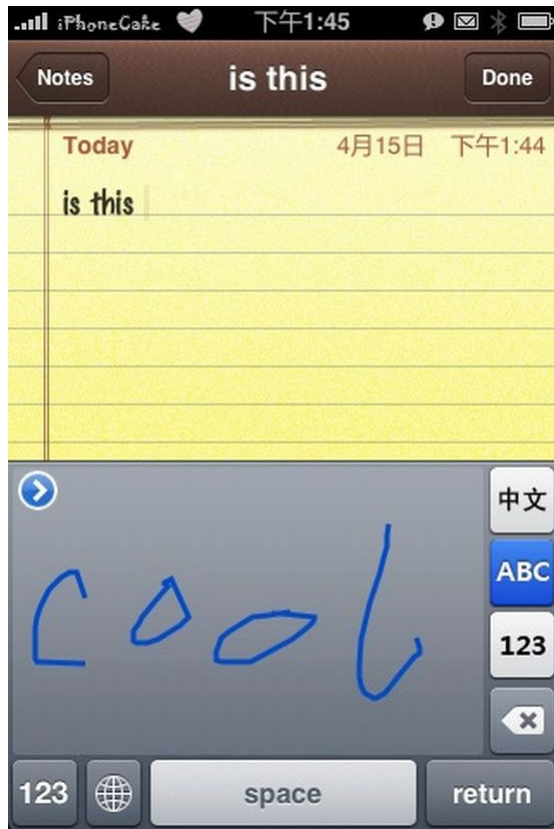 iPhoneCake 下午1:45
Notes is this Done
Today 4月15日 下午1:44
is this
中文
cool
ABC
123
123 space return